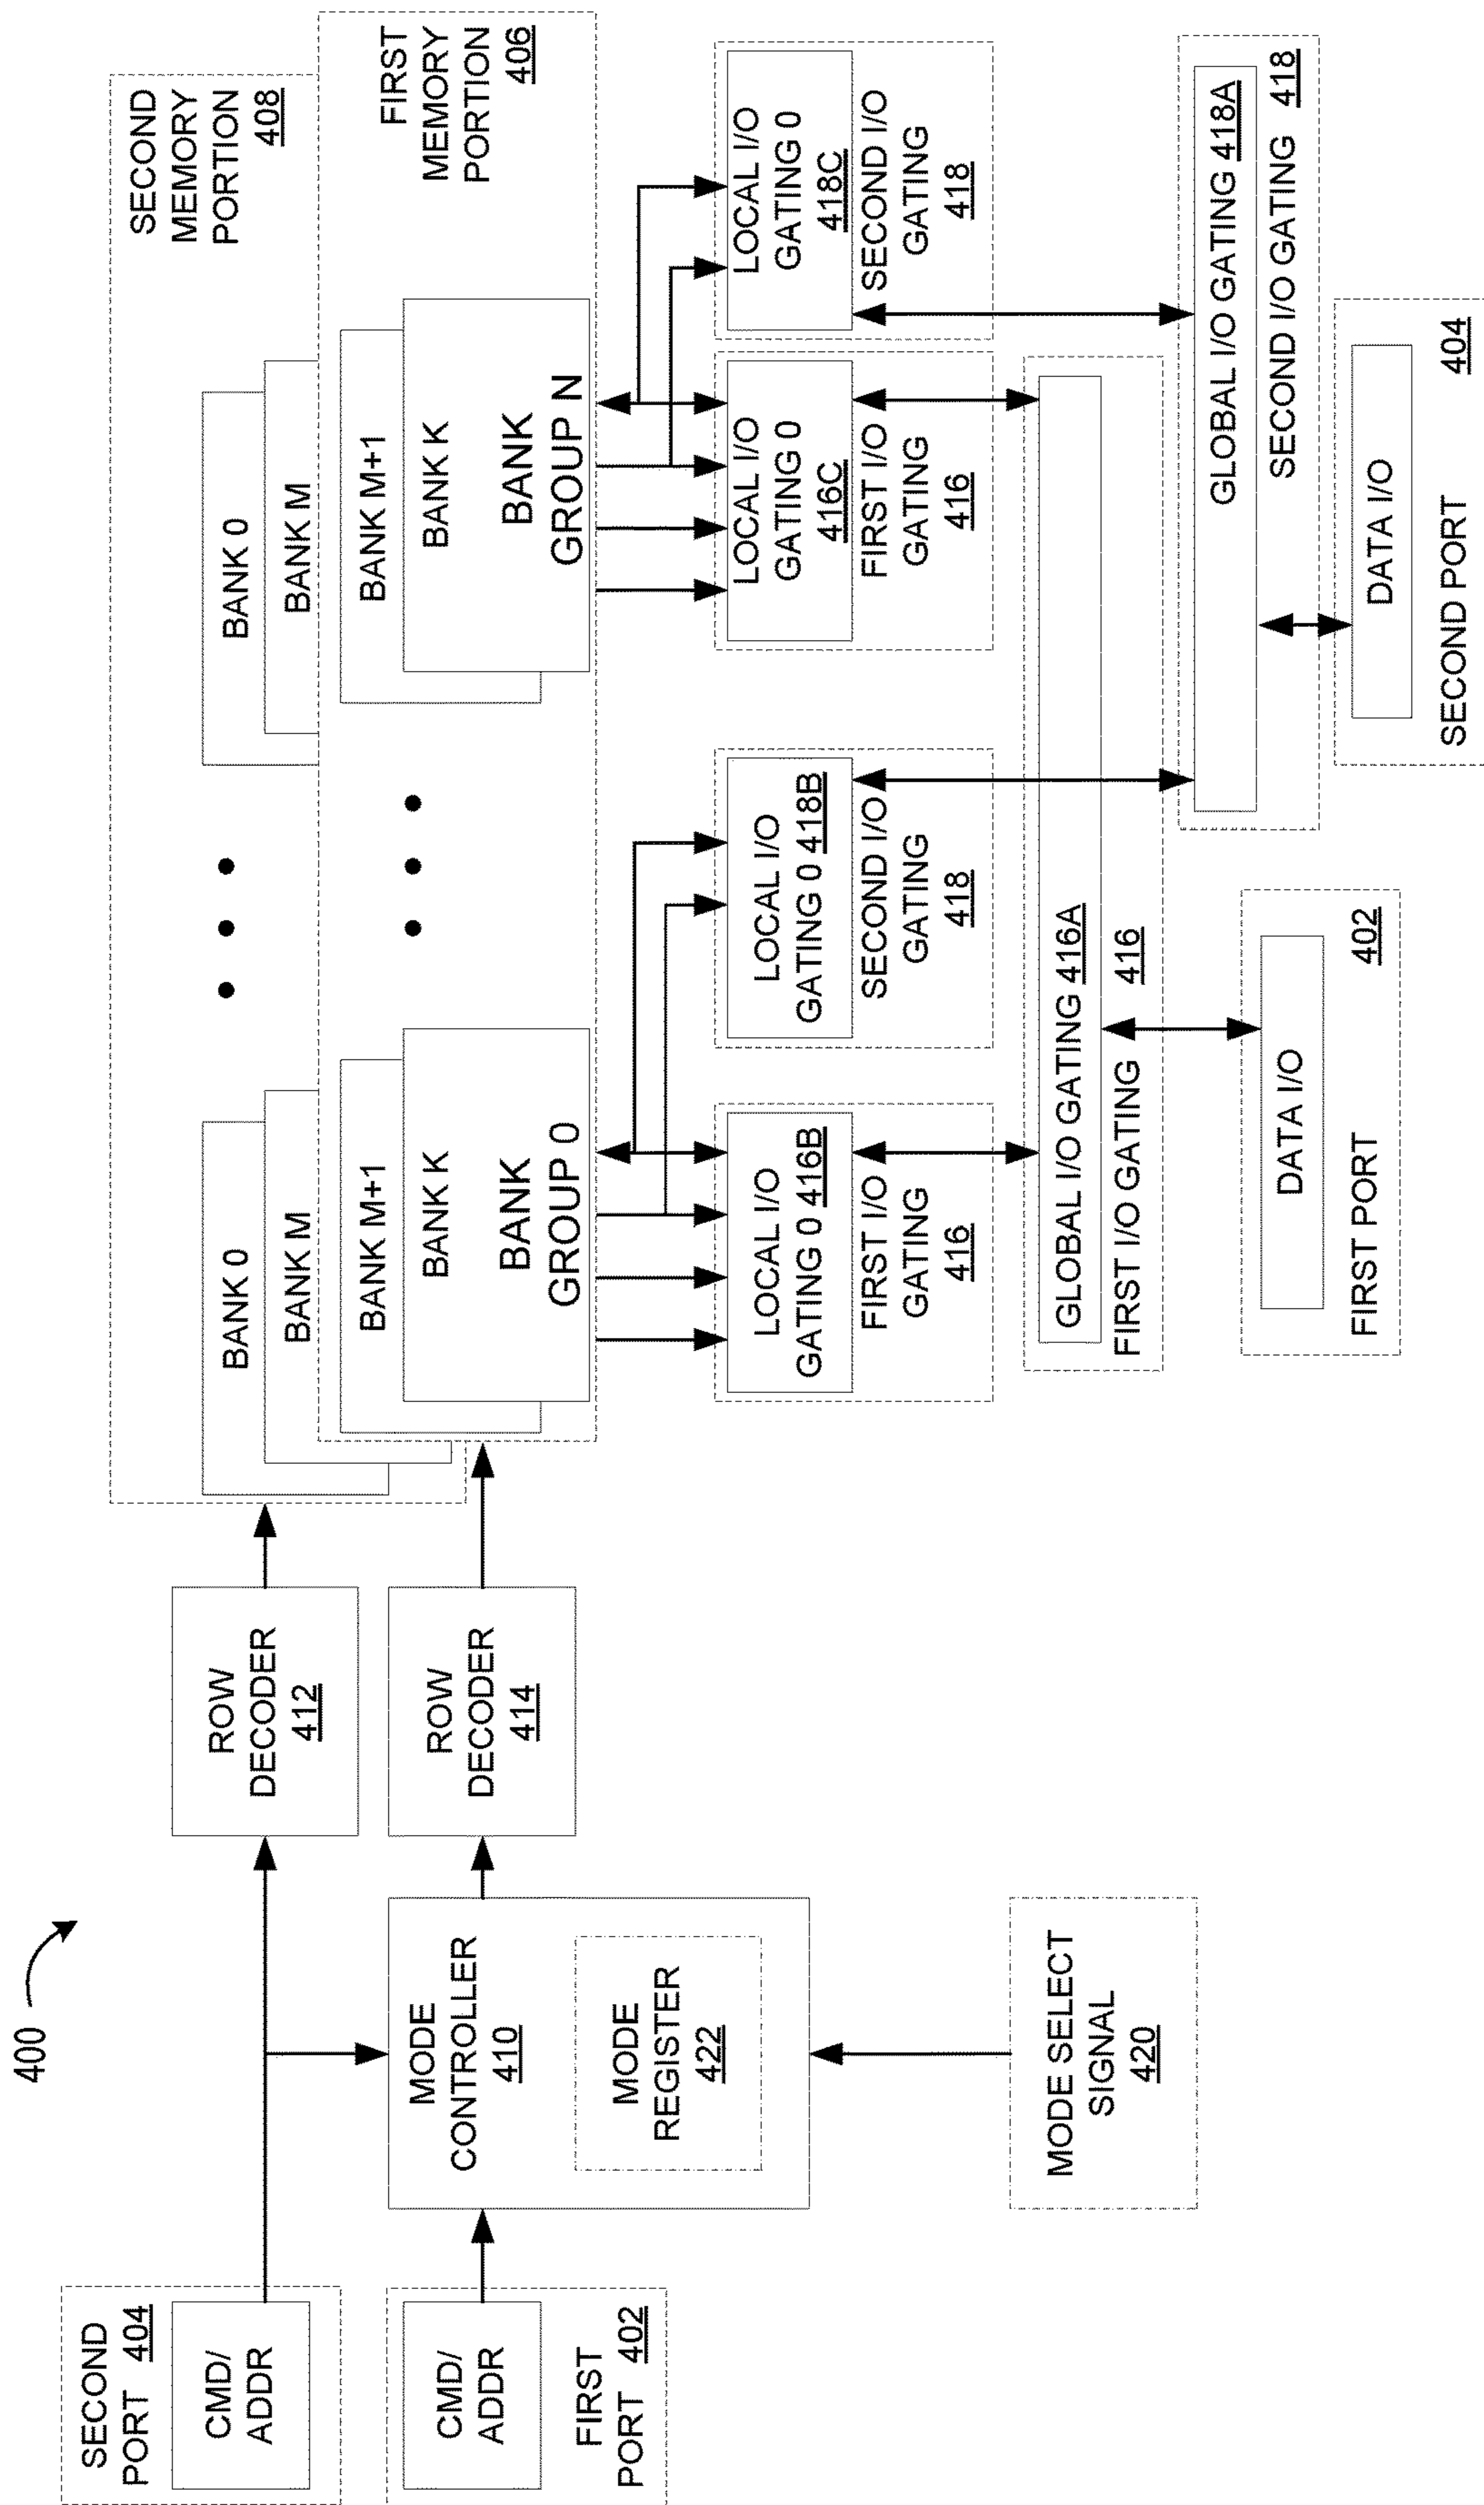 400
SECOND
PORT 404
CMD/
ADDR
CMD/
ADDR
FIRST
PORT 402
MODE
CONTROLLER
410
MODE
REGISTER
422
MODE SELECT
SIGNAL
420
ROW
DECODER
412
ROW
DECODER
414
SECOND
MEMORY
PORTION
408
FIRST
MEMORY
PORTION
406
BANK 0
BANK M
BANK M+1
BANK K
BANK
GROUP 0
BANK 0
BANK M
BANK M+1
BANK K
BANK
GROUP N
LOCAL I/O
GATING 0 416B
FIRST I/O
GATING
416
LOCAL I/O
GATING 0 418B
SECOND I/O
GATING
418
LOCAL I/O
GATING 0
416C
FIRST I/O
GATING
416
LOCAL I/O
GATING 0
418C
SECOND I/O
GATING
418
GLOBAL I/O GATING 416A
FIRST I/O GATING 416
GLOBAL I/O GATING 418A
SECOND I/O GATING 418
DATA I/O
FIRST PORT 402
DATA I/O
SECOND PORT 404